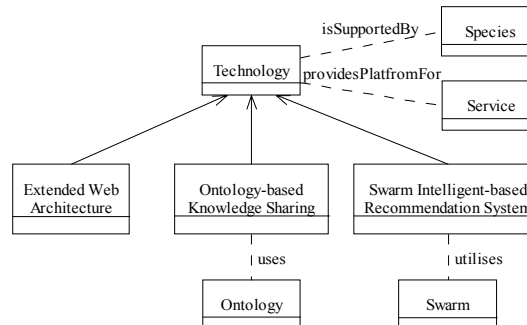 isSupportedBy
Species
Technology
providesPlatfromFor
Service
Extended Web
Architecture
Ontology-based
Knowledge Sharing
Swarm Intelligent-based
Recommendation System
uses
utilises
Ontology
Swarm